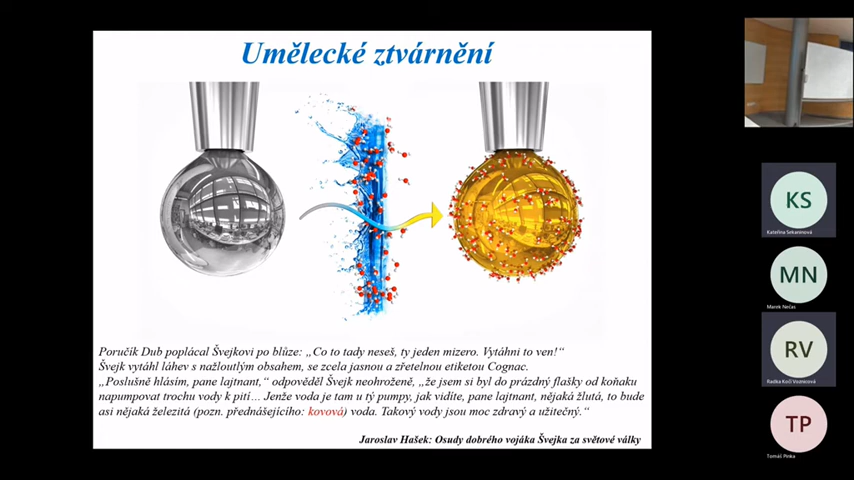 Umělecké ztvárnění
Poručík Dub poplácal Švejkovi po blůze: „Co to tady neseš, ty jeden mizero. Vytáhni to ven!“
Švejk vytáhl láhev s nažloutlým obsahem, se zcela jasnou a zřetelnou etiketou Cognac.
„Poslušně hlásím, pane lajtnant,“ odpověděl Švejk neohroženě, „že jsem si byl do prázdný flašky od koňaku
napumpovat trochu vody k pití… Jenže voda je tam u tý pumpy, jak vidíte, pane lajtnant, nějaká žlutá, to bude
asi nějaká železitá (pozn. přednášejícího: kovová) voda. Takový vody jsou moc zdravý a užitečný.“
Jaroslav Hašek: Osudy dobrého vojáka Švejka za světové války
KS
Kateřina Sekaninová
MN
Marek Nečas
RV
Radka Kočí Voznicová
TP
Tomáš Pinka